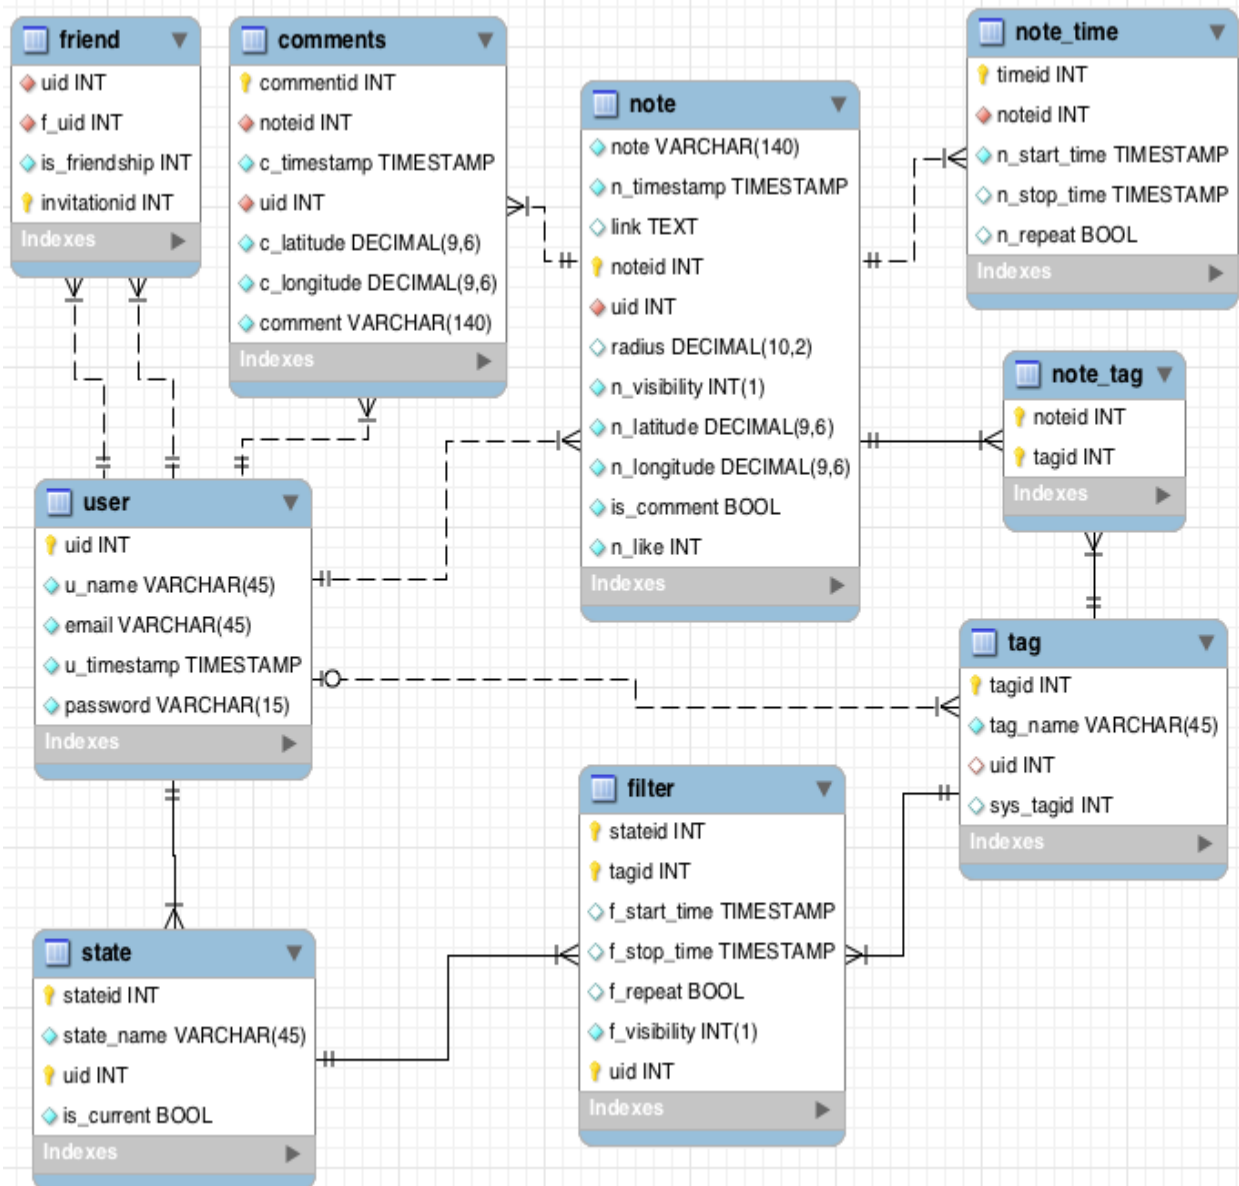 friend
uid INT
f_uid INT
is_friendship INT
invitationid INT
Indexes
comments
commentid INT
noteid INT
c_timestamp TIMESTAMP
uid INT
c_latitude DECIMAL(9,6)
c_longitude DECIMAL(9,6)
comment VARCHAR(140)
Indexes
note
note VARCHAR(140)
n_timestamp TIMESTAMP
link TEXT
noteid INT
uid INT
radius DECIMAL(10,2)
n_visibility INT(1)
n_latitude DECIMAL(9,6)
n_longitude DECIMAL(9,6)
is_comment BOOL
n_like INT
Indexes
note_time
timeid INT
noteid INT
n_start_time TIMESTAMP
n_stop_time TIMESTAMP
n_repeat BOOL
Indexes
note_tag
noteid INT
tagid INT
Indexes
user
uid INT
u_name VARCHAR(45)
email VARCHAR(45)
u_timestamp TIMESTAMP
password VARCHAR(15)
Indexes
tag
tagid INT
tag_name VARCHAR(45)
uid INT
sys_tagid INT
Indexes
filter
stateid INT
tagid INT
f_start_time TIMESTAMP
f_stop_time TIMESTAMP
f_repeat BOOL
f_visibility INT(1)
uid INT
Indexes
state
stateid INT
state_name VARCHAR(45)
uid INT
is_current BOOL
Indexes